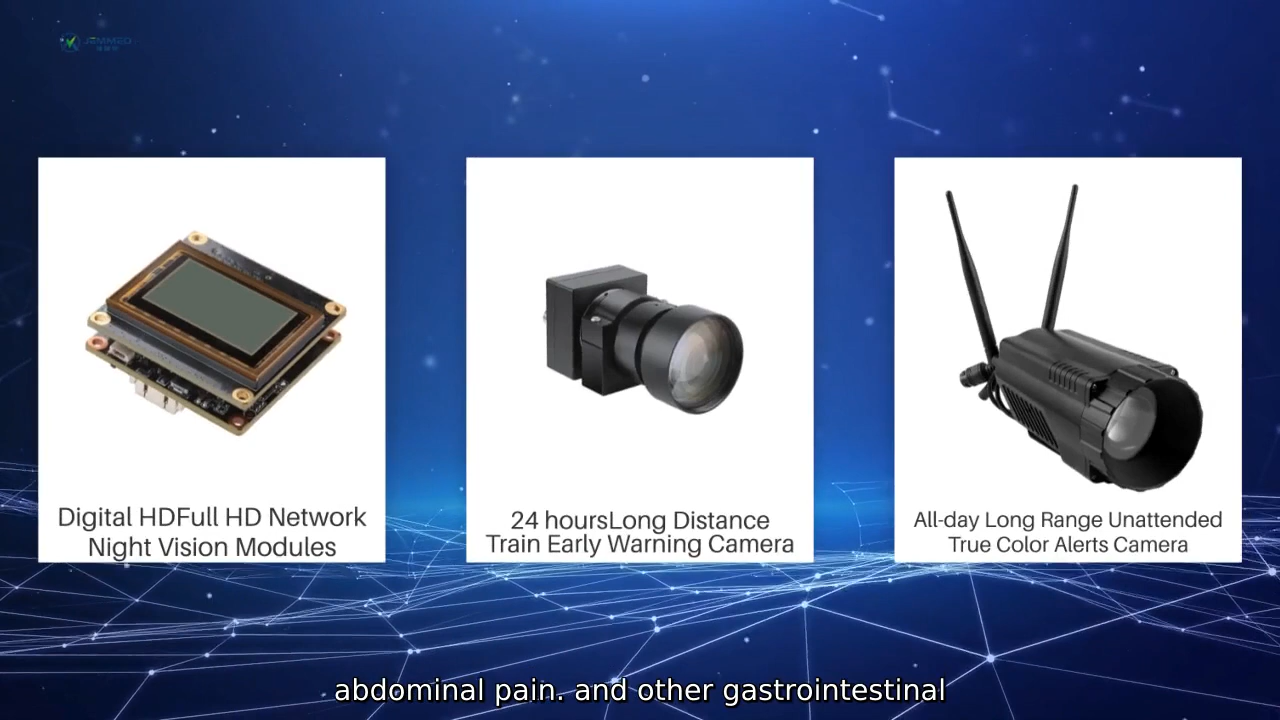 JEMMED
Digital HDFull HD Network
Night Vision Modules
24 hoursLong Distance
Train Early Warning Camera
All-day Long Range Unattended
True Color Alerts Camera
abdominal pain. and other gastrointestinal